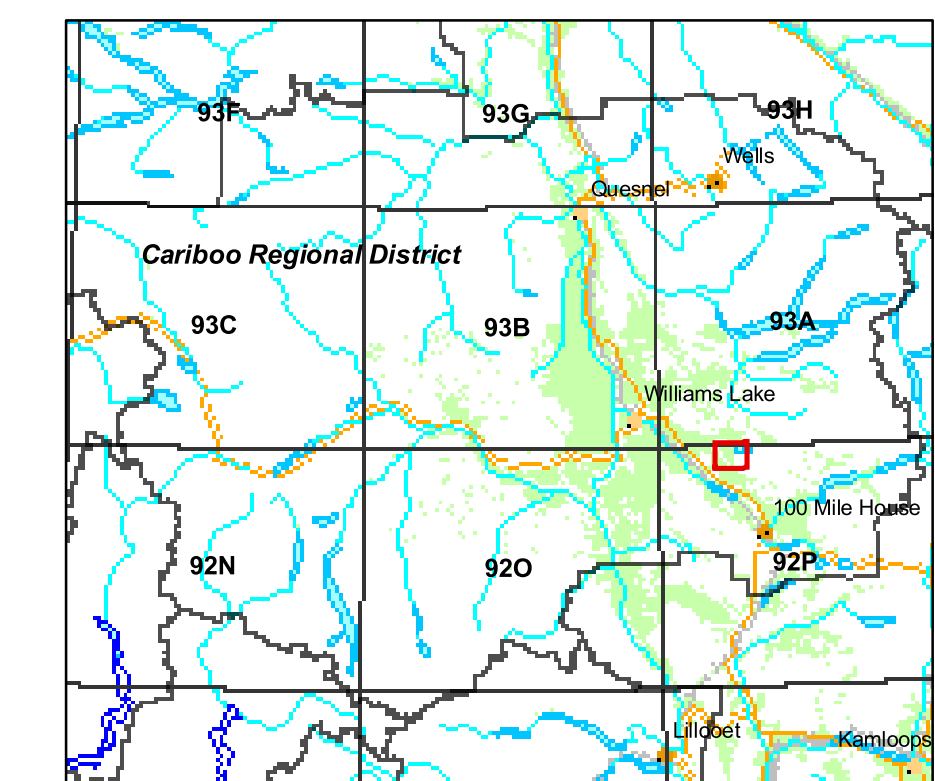 93F
93G
93H
Wells
Quesnel
Cariboo Regional District
93C
93B
93A
Williams Lake
100 Mile House
92N
92O
92P
Lillooet
Kamloops